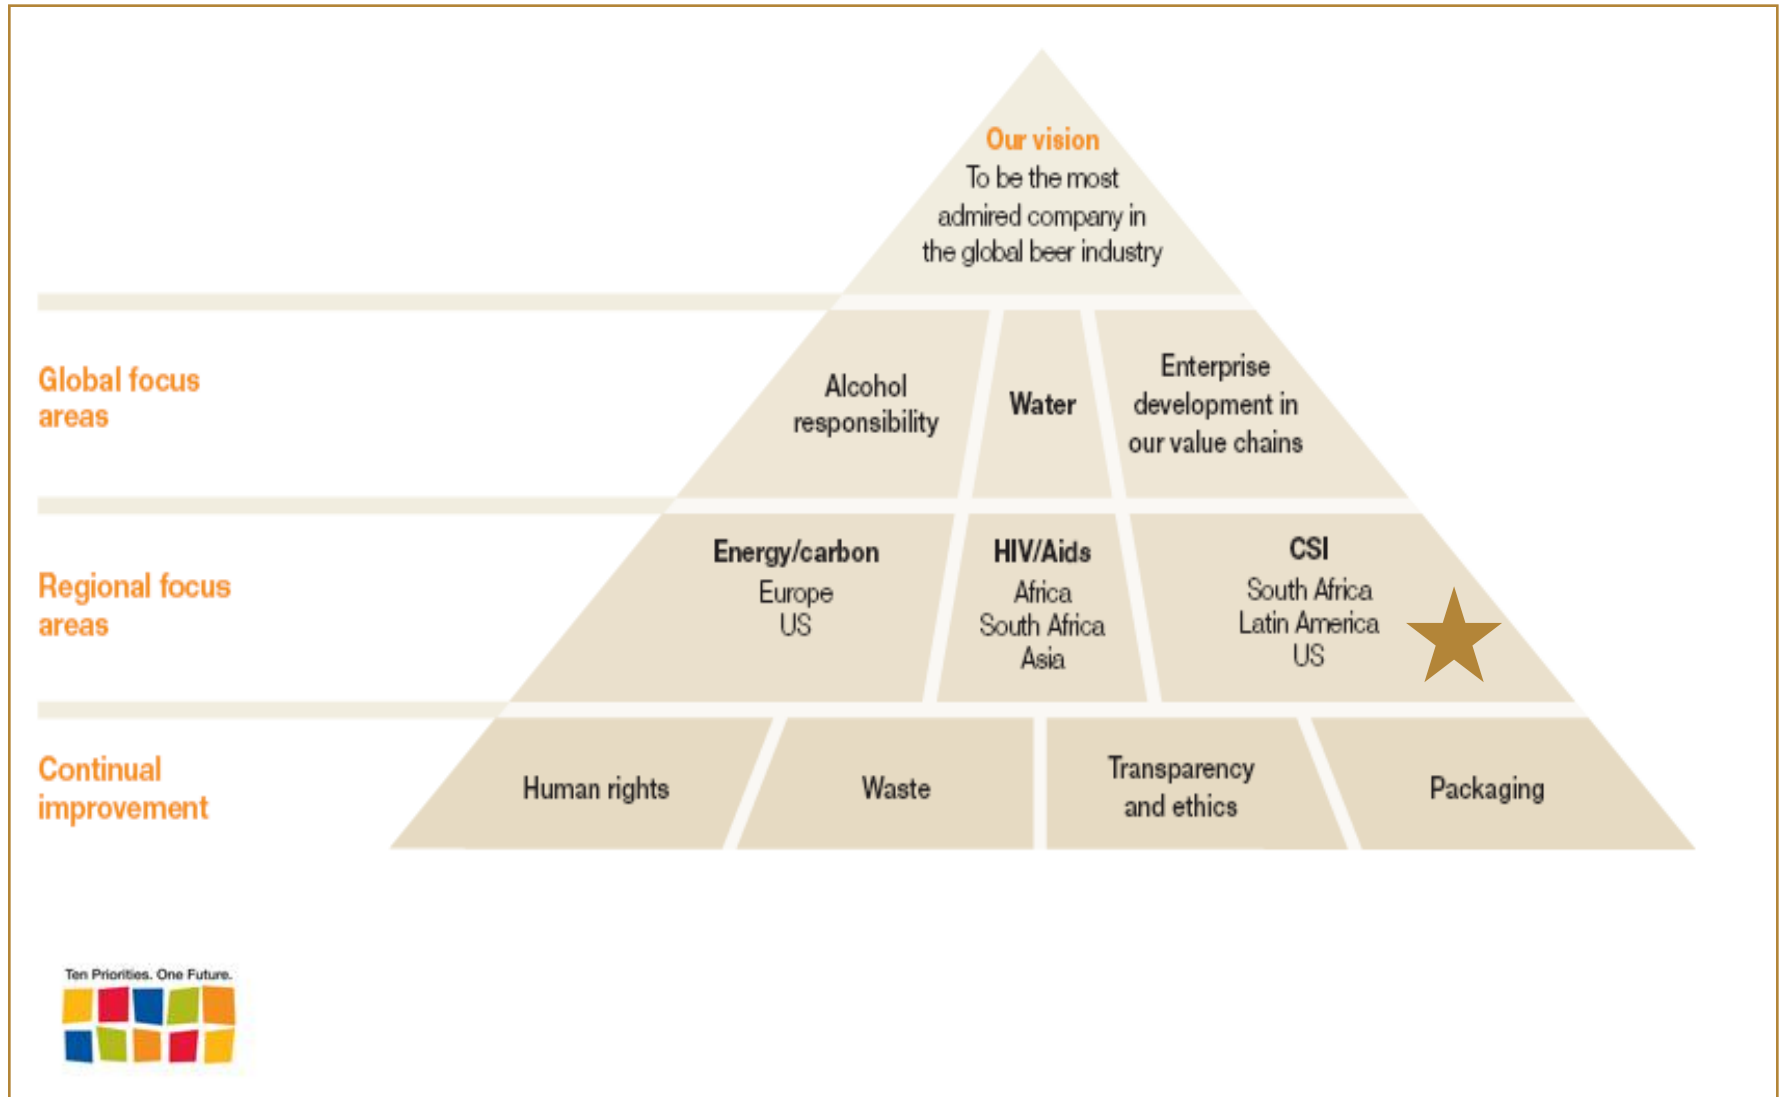 Our vision
To be the most
admired company in
the global beer industry
Global focus
areas
Alcohol
responsibility
Water
Enterprise
development in
our value chains
Regional focus
areas
Energy/carbon
Europe
US
HIV/Aids
Africa
South Africa
Asia
CSI
South Africa
Latin America
US
Continual
improvement
Human rights
Waste
Transparency
and ethics
Packaging
Ten Priorities. One Future.